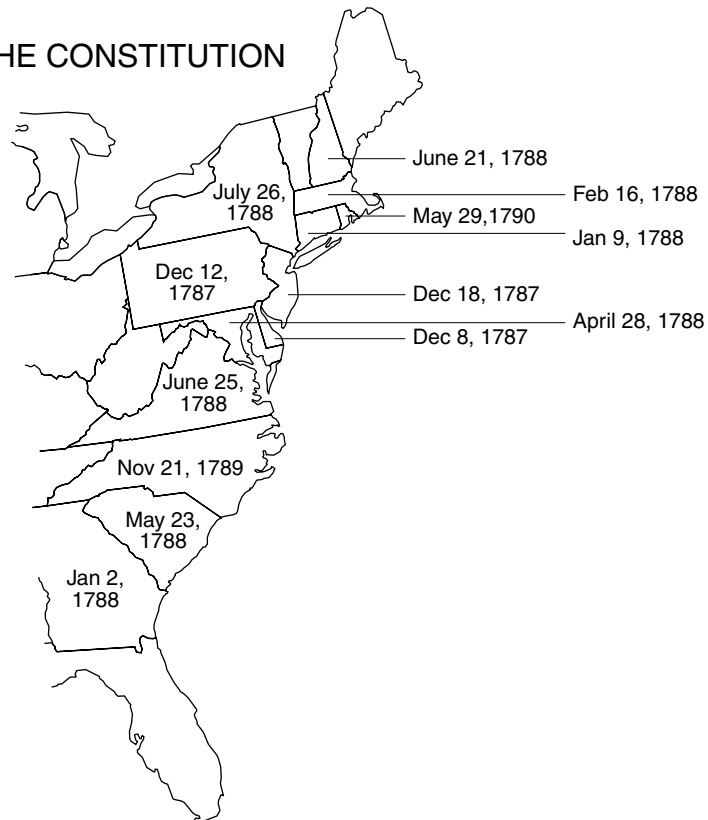 HE CONSTITUTION
June 21, 1788
July 26,
1788
Feb 16, 1788
May 29,1790
Jan 9, 1788
Dec 12,
1787
Dec 18, 1787
April 28, 1788
Dec 8, 1787
June 25,
1788
Nov 21, 1789
May 23,
1788
Jan 2,
1788